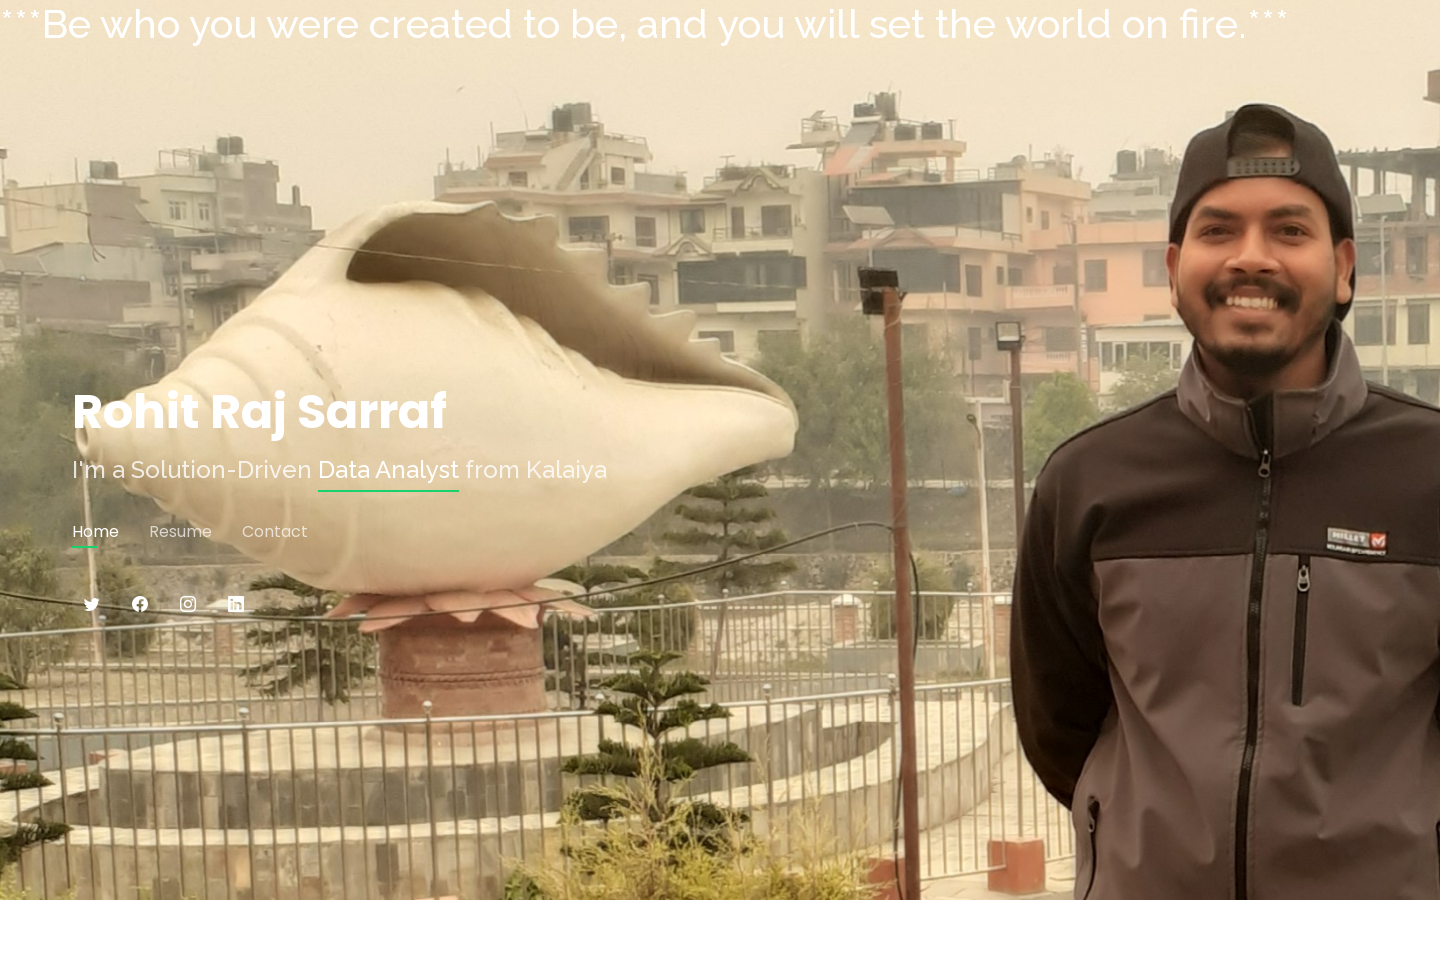 ***Be who you were created to be, and you will set the world on fire.***
Rohit Raj Sarraf
I'm a Solution-Driven Data Analyst from Kalaiya
Home Resume Contact
HILLET